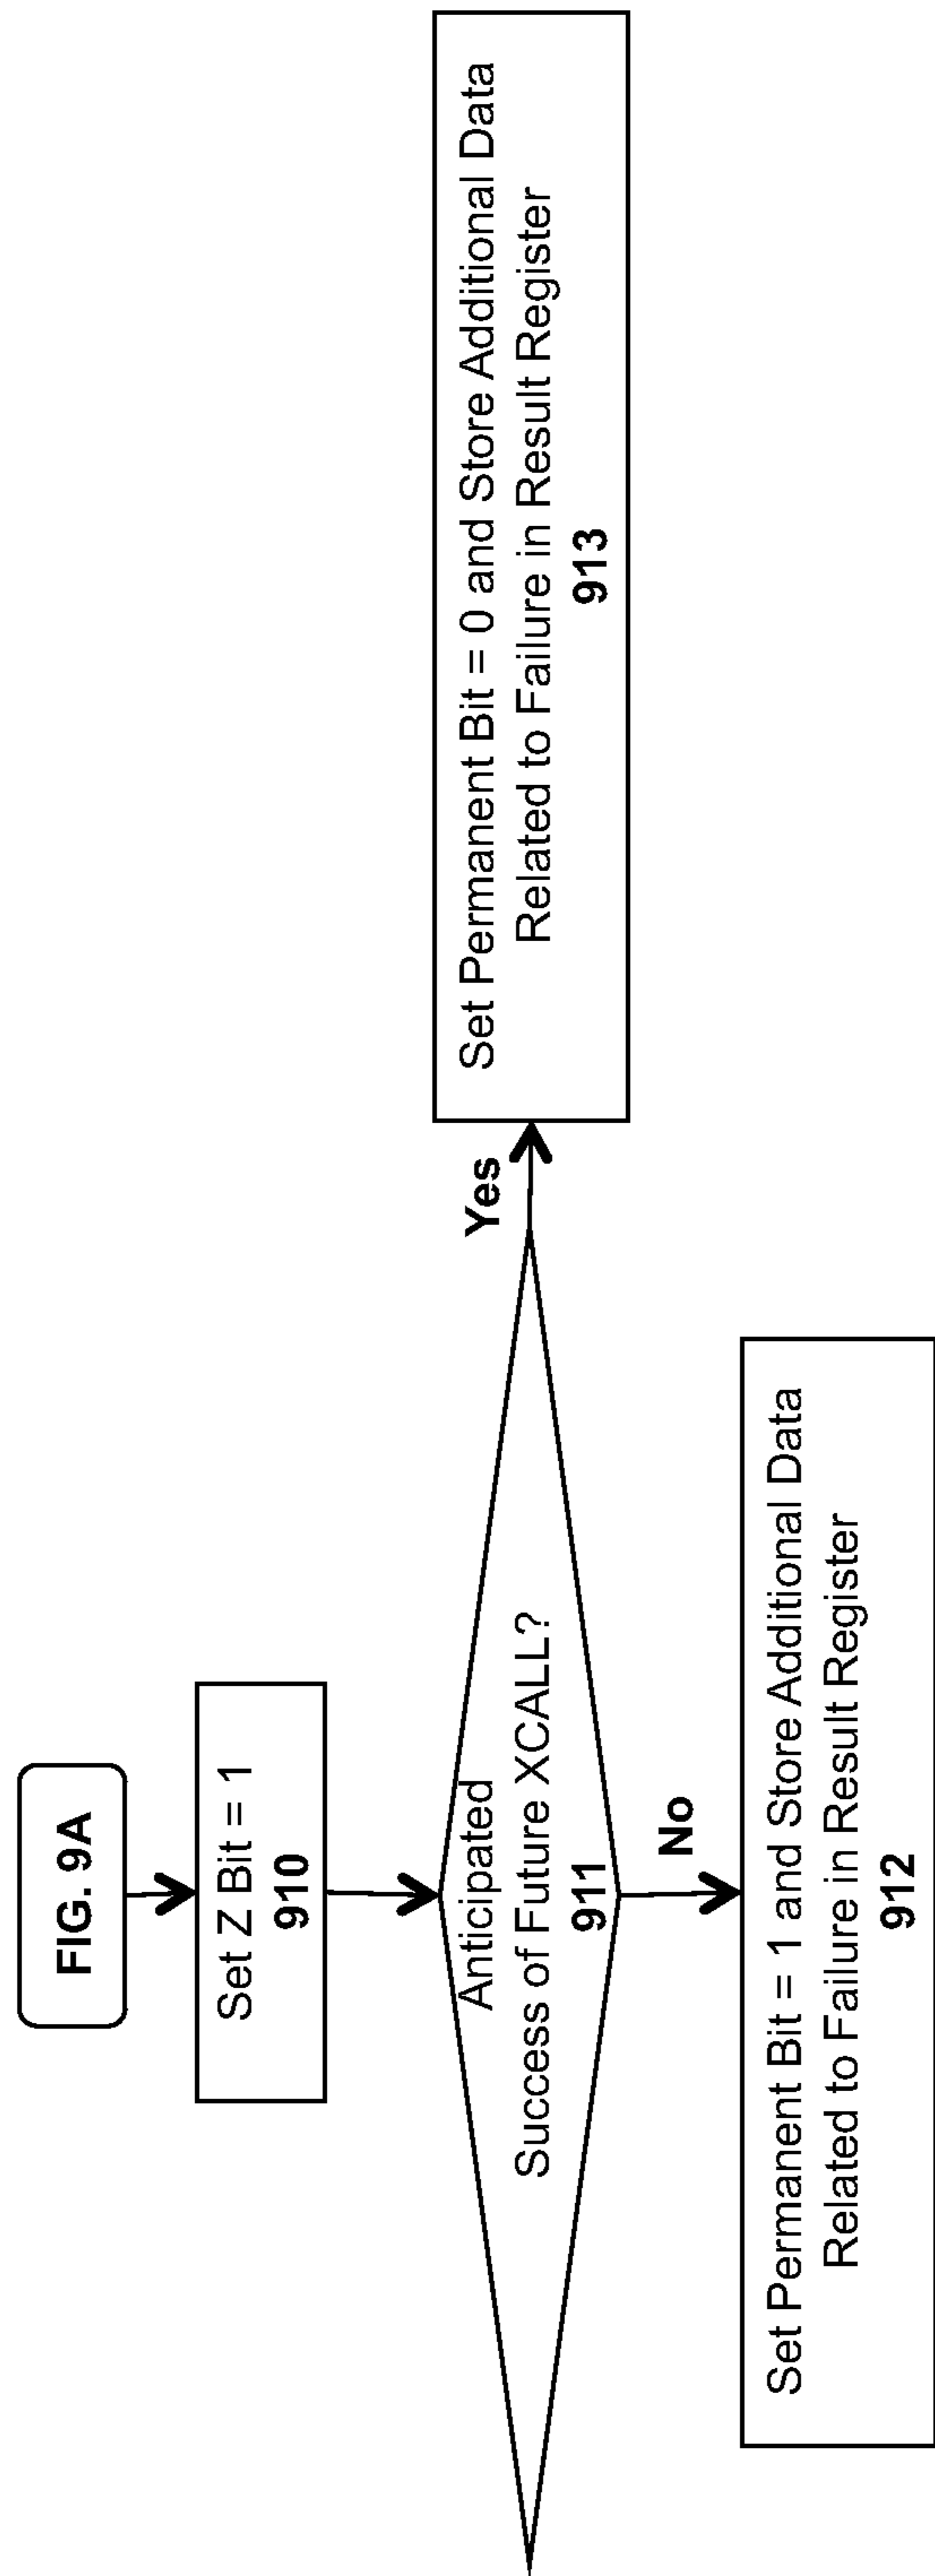 FIG. 9A
Set Z Bit = 1
910
Anticipated
Success of Future XCALL?
911
Yes
Set Permanent Bit = 0 and Store Additional Data
Related to Failure in Result Register
913
No
Set Permanent Bit = 1 and Store Additional Data
Related to Failure in Result Register
912